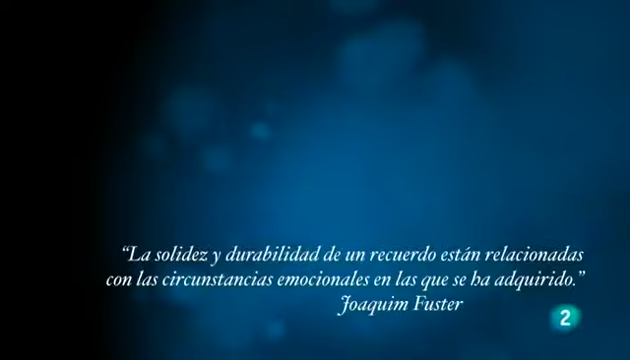 “La solidez y durabilidad de un recuerdo están relacionadas
con las circunstancias emocionales en las que se ha adquirido.”
Joaquim Fuster
2